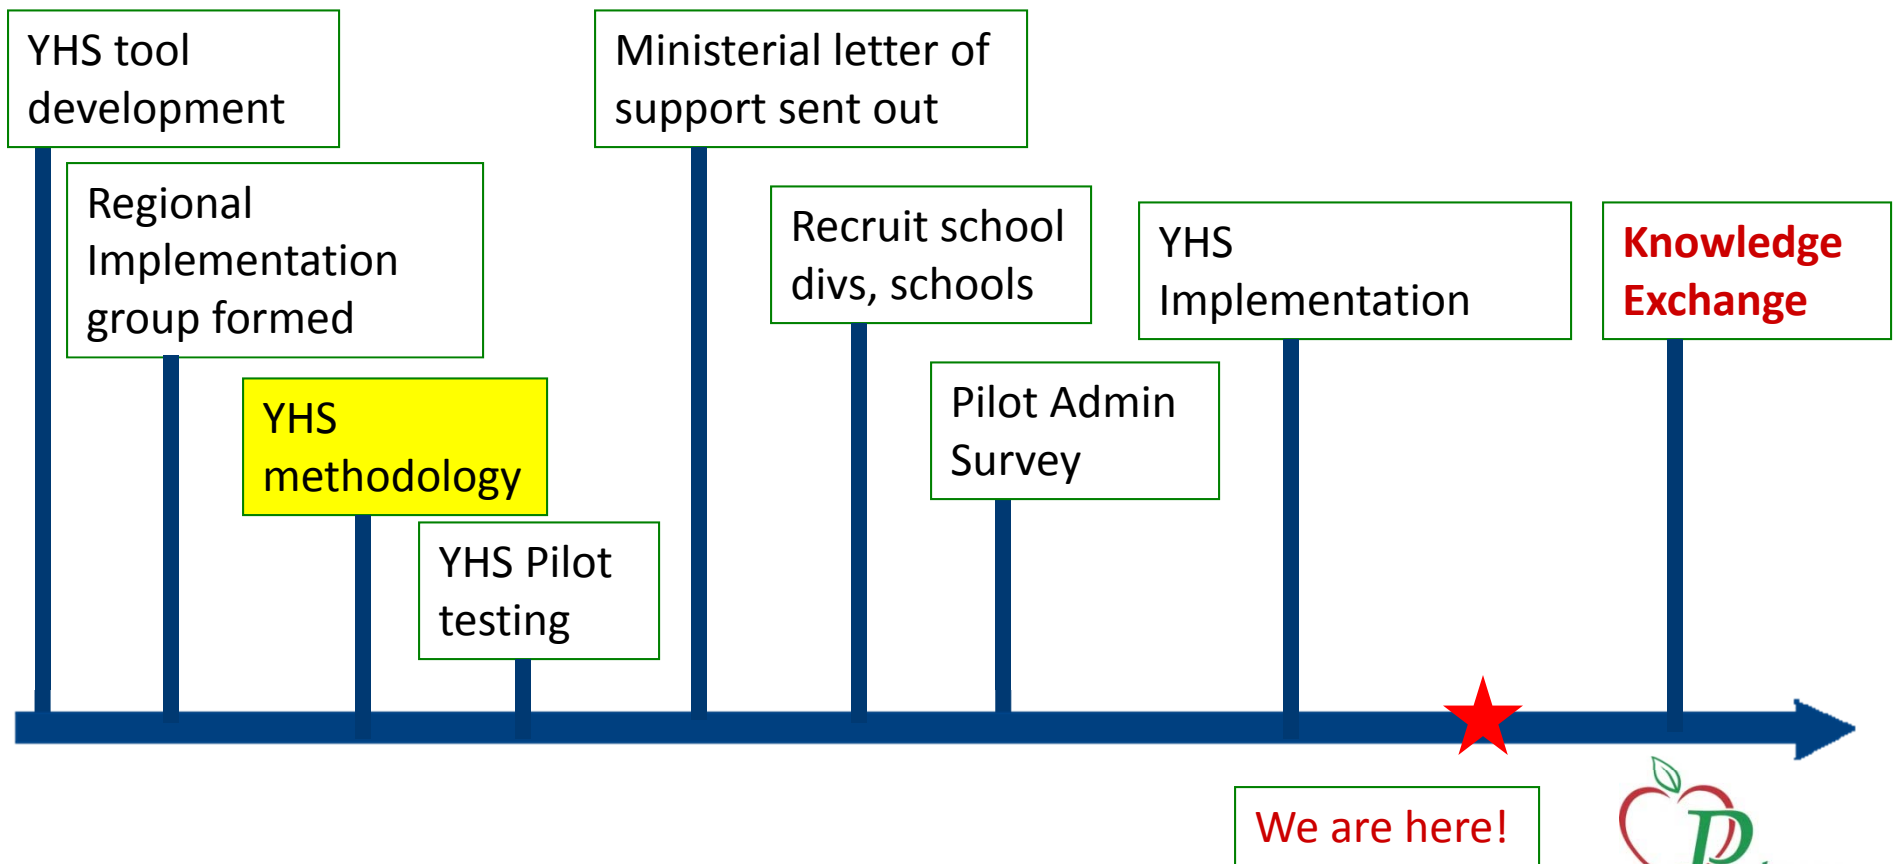 YHS tool
development
Regional
Implementation
group formed
YHS
methodology
YHS Pilot
testing
Ministerial letter of
support sent out
Recruit school
divs, schools
Pilot Admin
Survey
YHS
Implementation
Knowledge
Exchange
We are here!